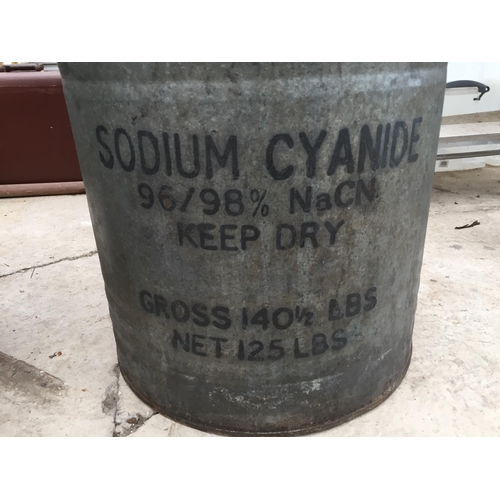 SODIUM CYANIDE
96/98% NaCN
KEEP DRY
GROSS 140½ LBS
NET 125 LBS